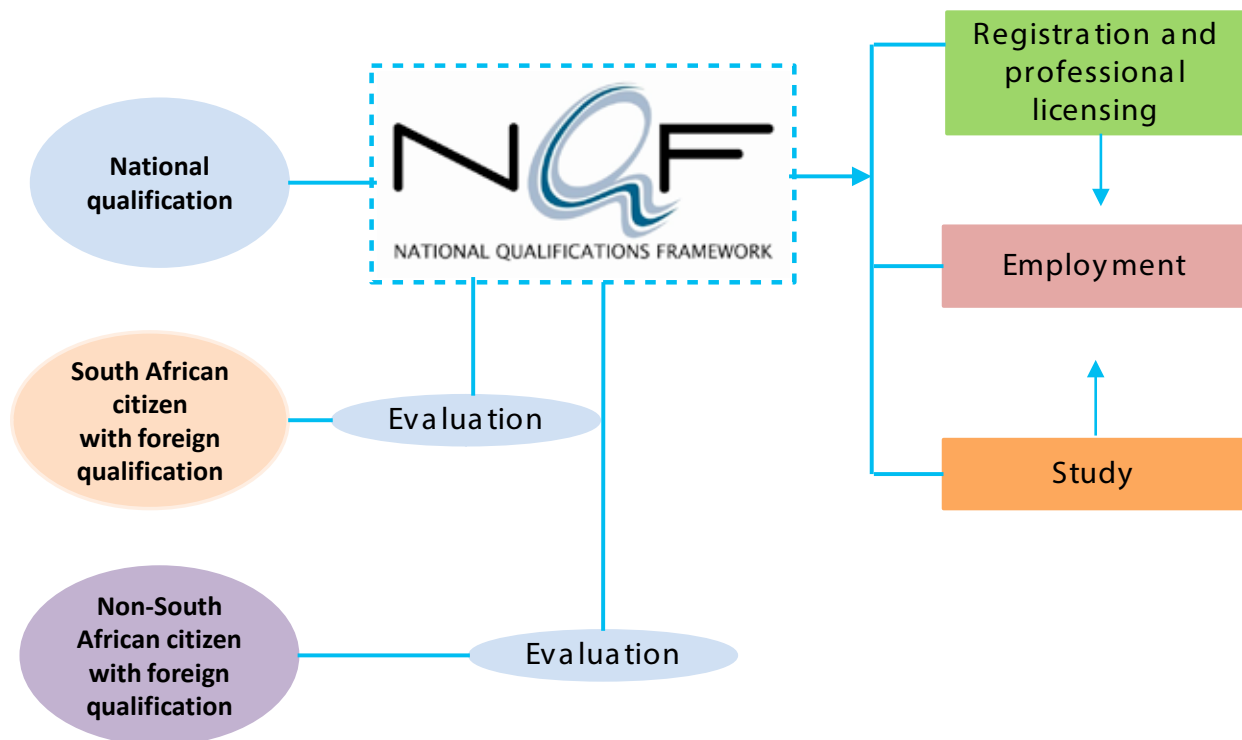 National
qualification
NQF
NATIONAL QUALIFICATIONS FRAMEWORK
Registration and
professional
licensing
Employment
South African
citizen
with foreign
qualification
Evaluation
Study
Non-South
African citizen
with foreign
qualification
Evaluation